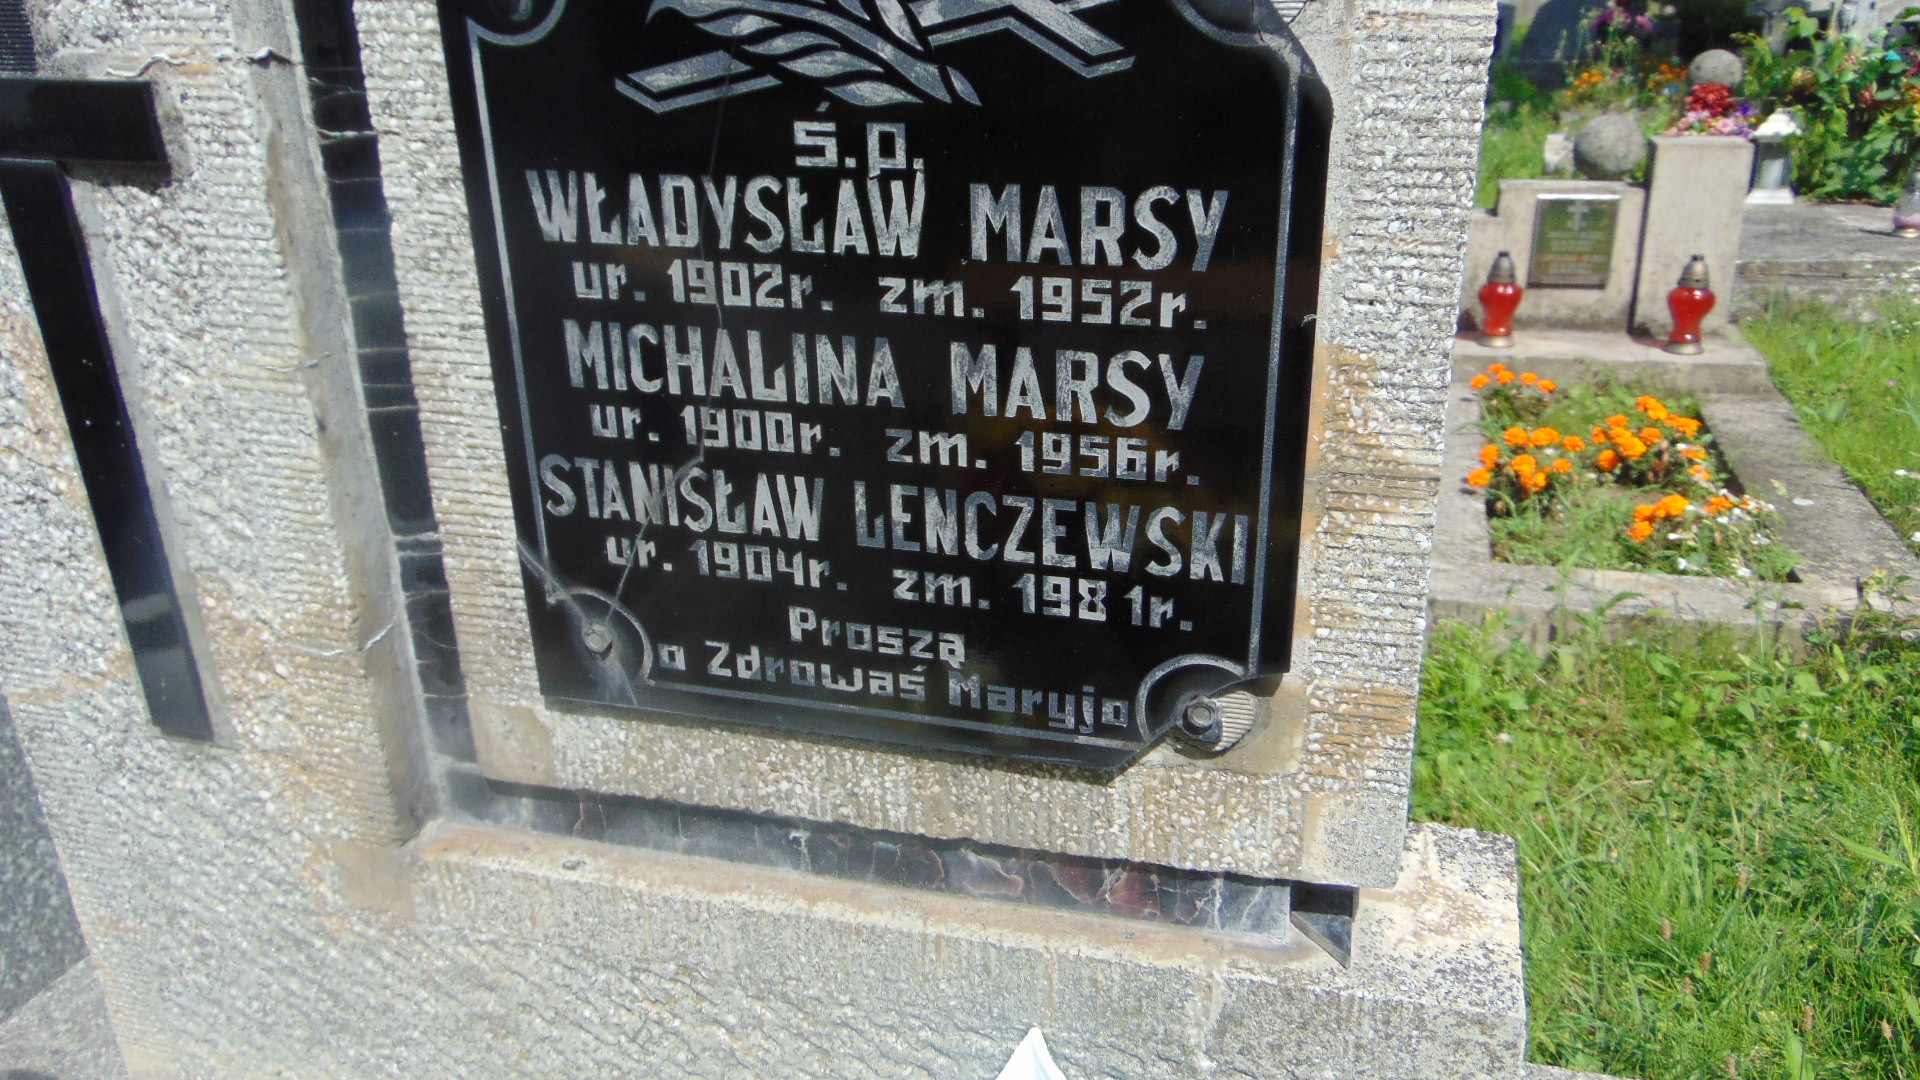 ś.p.
WŁADYSŁAW MARSY
ur. 1902r. zm. 1952r.
MICHALINA MARSY
ur. 1900r. zm. 1956r.
STANISŁAW LENCZEWSKI
ur. 1904r. zm. 1981r.
Proszą
o Zdrowaś Maryjo